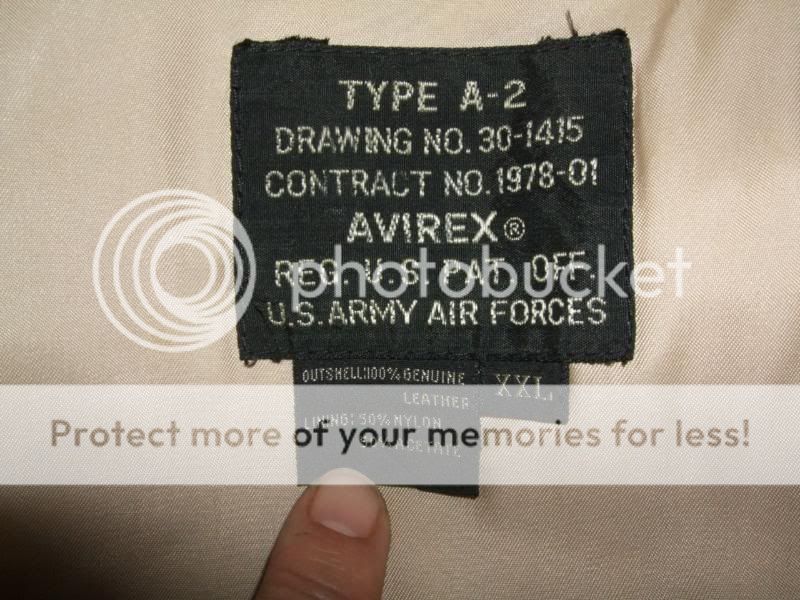 TYPE A-2
DRAWING NO. 30-1415
CONTRACT NO. 1978-01
AVIREX®
REG. U.S. PAT. OFF.
U.S. ARMY AIR FORCES
photobucket
OUTSHELL:100% GENUINE
LEATHER
XXL
LINING: 50% NYLON
50% ACETATE
Protect more of your memories for less!